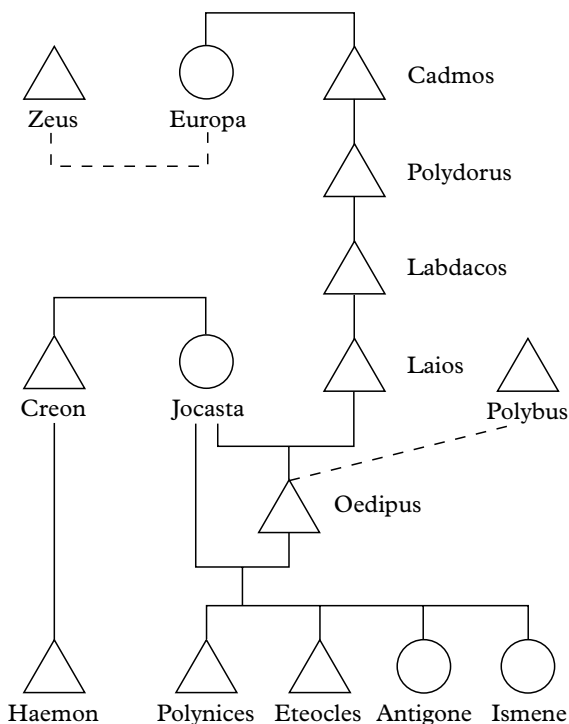 Cadmos
Zeus
Europa
Polydorus
Labdacos
Laios
Creon
Jocasta
Polybus
Oedipus
Haemon
Polynices
Eteocles
Antigone
Ismene